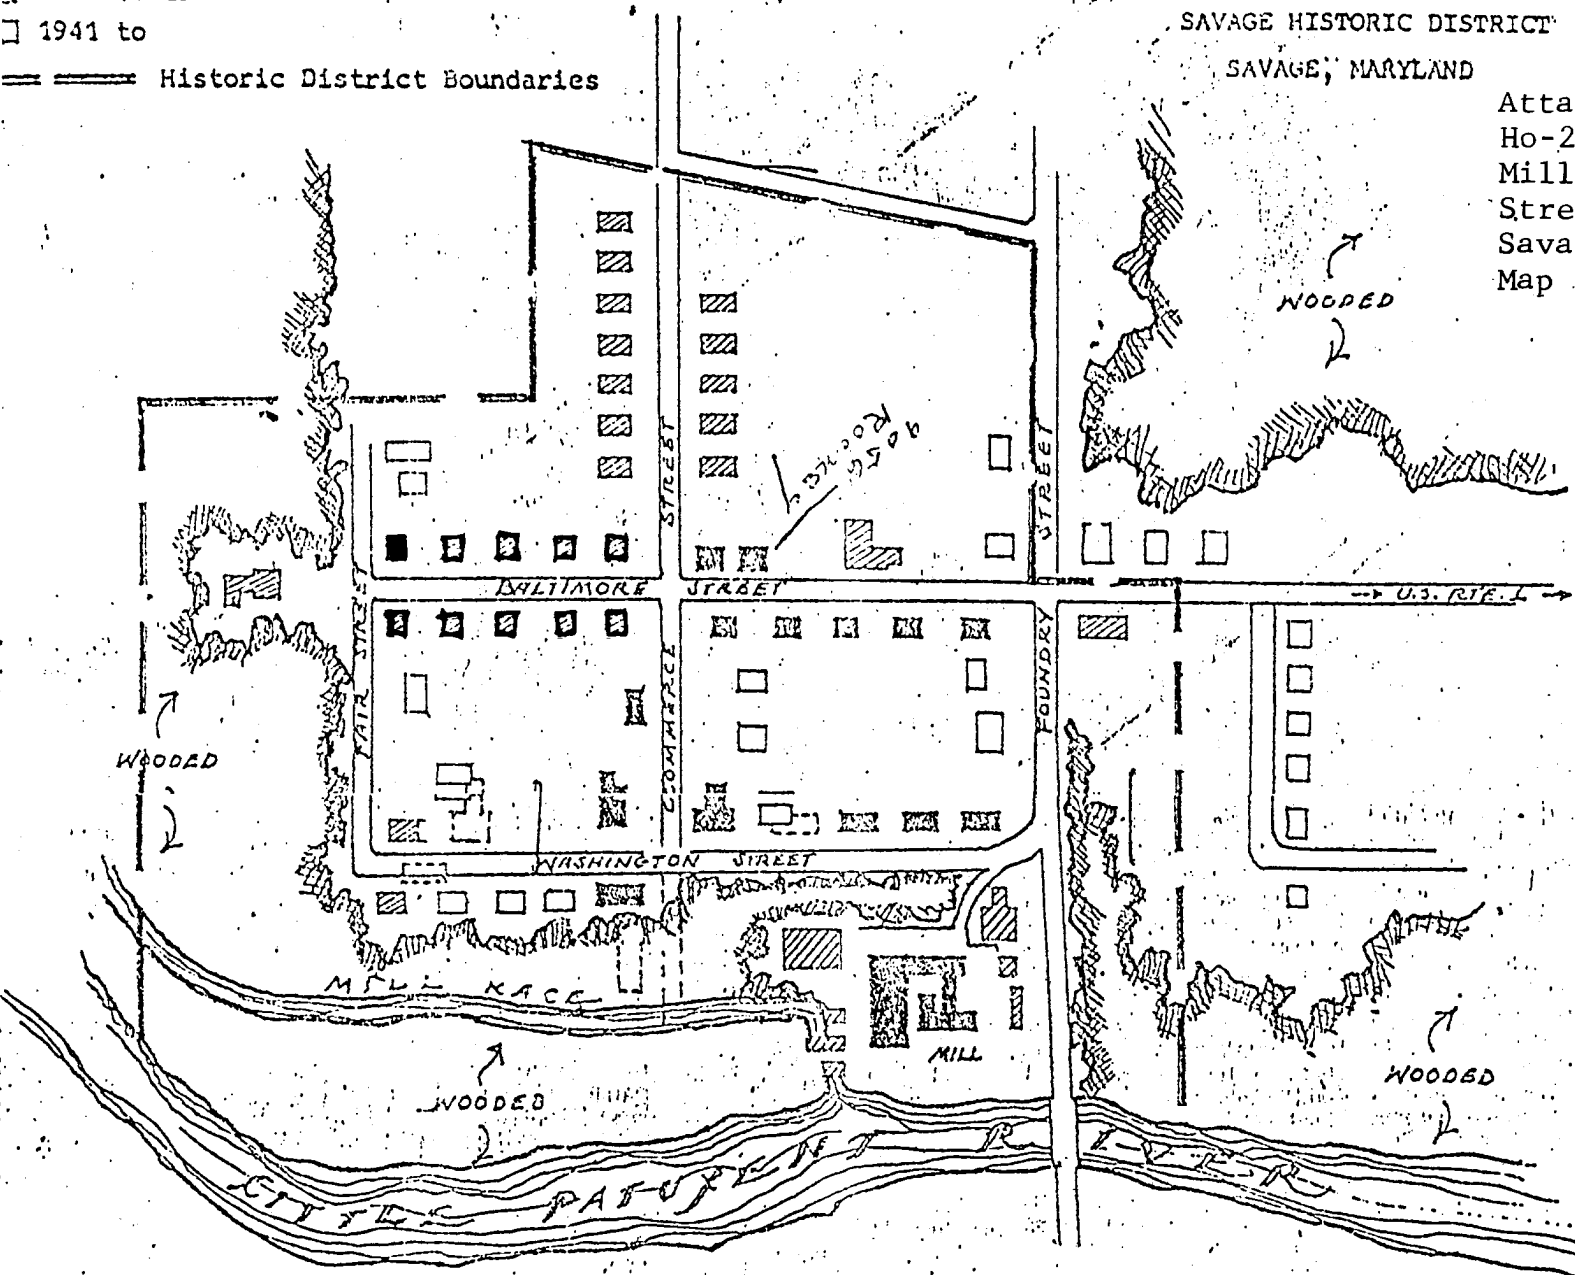 1941 to
Historic District Boundaries
SAVAGE HISTORIC DISTRICT
SAVAGE, MARYLAND
Atta
Ho-2
Mill
Stre
Sava
Map
WOODED
STREET
STREET
9056
BALTIMORE STREET
U.S. RTE. 1
FAIR STREET
COMMERCE
FOUNDRY
WOODED
WASHINGTON STREET
MILL RACE
MILL
WOODED
WOODED
LITTLE PATUXENT RIVER